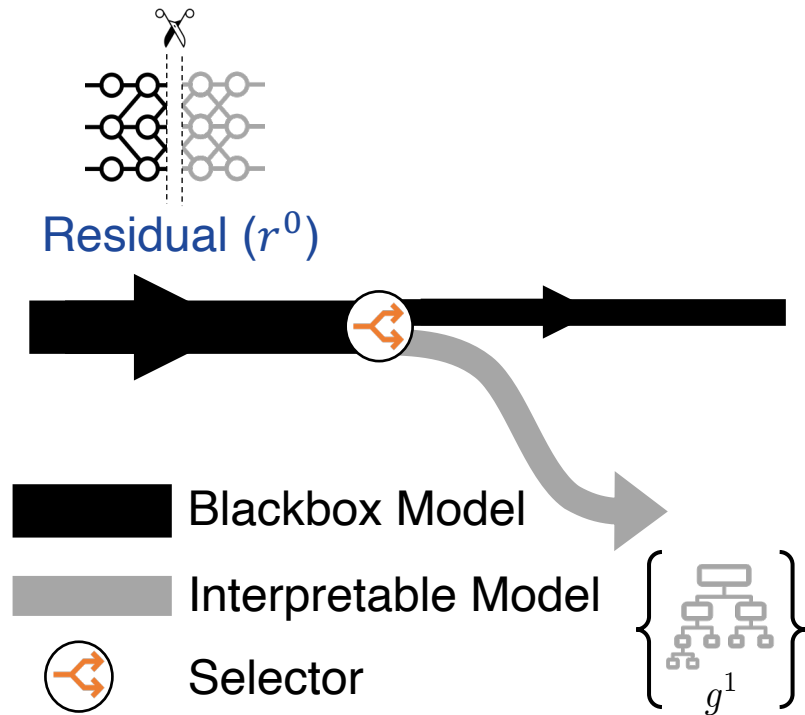 Residual (r⁰)
Blackbox Model
Interpretable Model
Selector
g¹